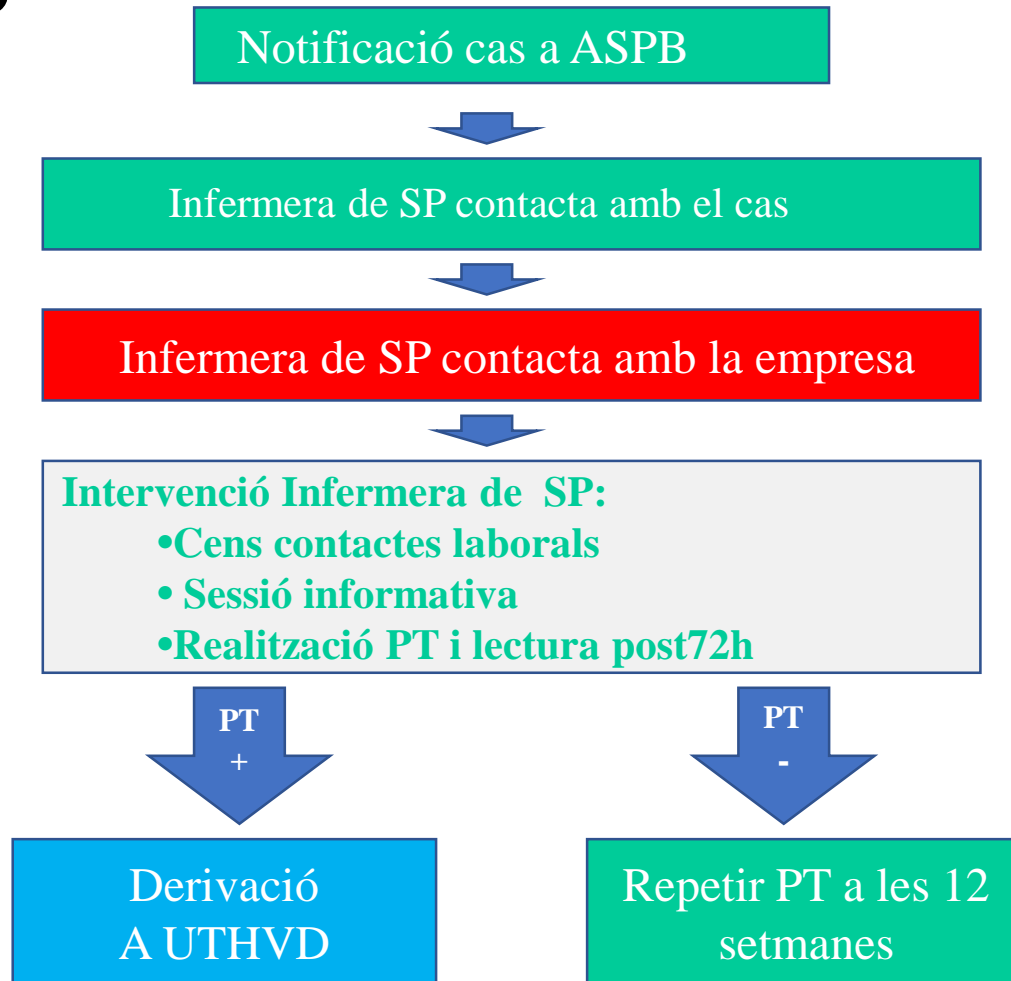 Notificació cas a ASPB
Infermera de SP contacta amb el cas
Infermera de SP contacta amb la empresa
Intervenció Infermera de SP:
•Cens contactes laborals
• Sessió informativa
•Realització PT i lectura post72h
PT
+
PT
-
Derivació
A UTHVD
Repetir PT a les 12
setmanes